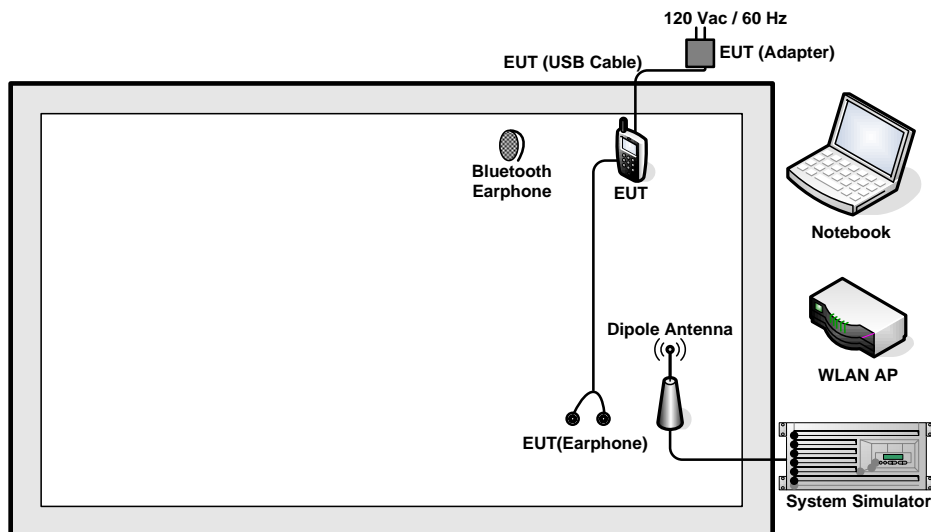 120 Vac / 60 Hz
EUT (Adapter)
EUT (USB Cable)
Bluetooth
Earphone
EUT
Notebook
Dipole Antenna
WLAN AP
EUT(Earphone)
System Simulator